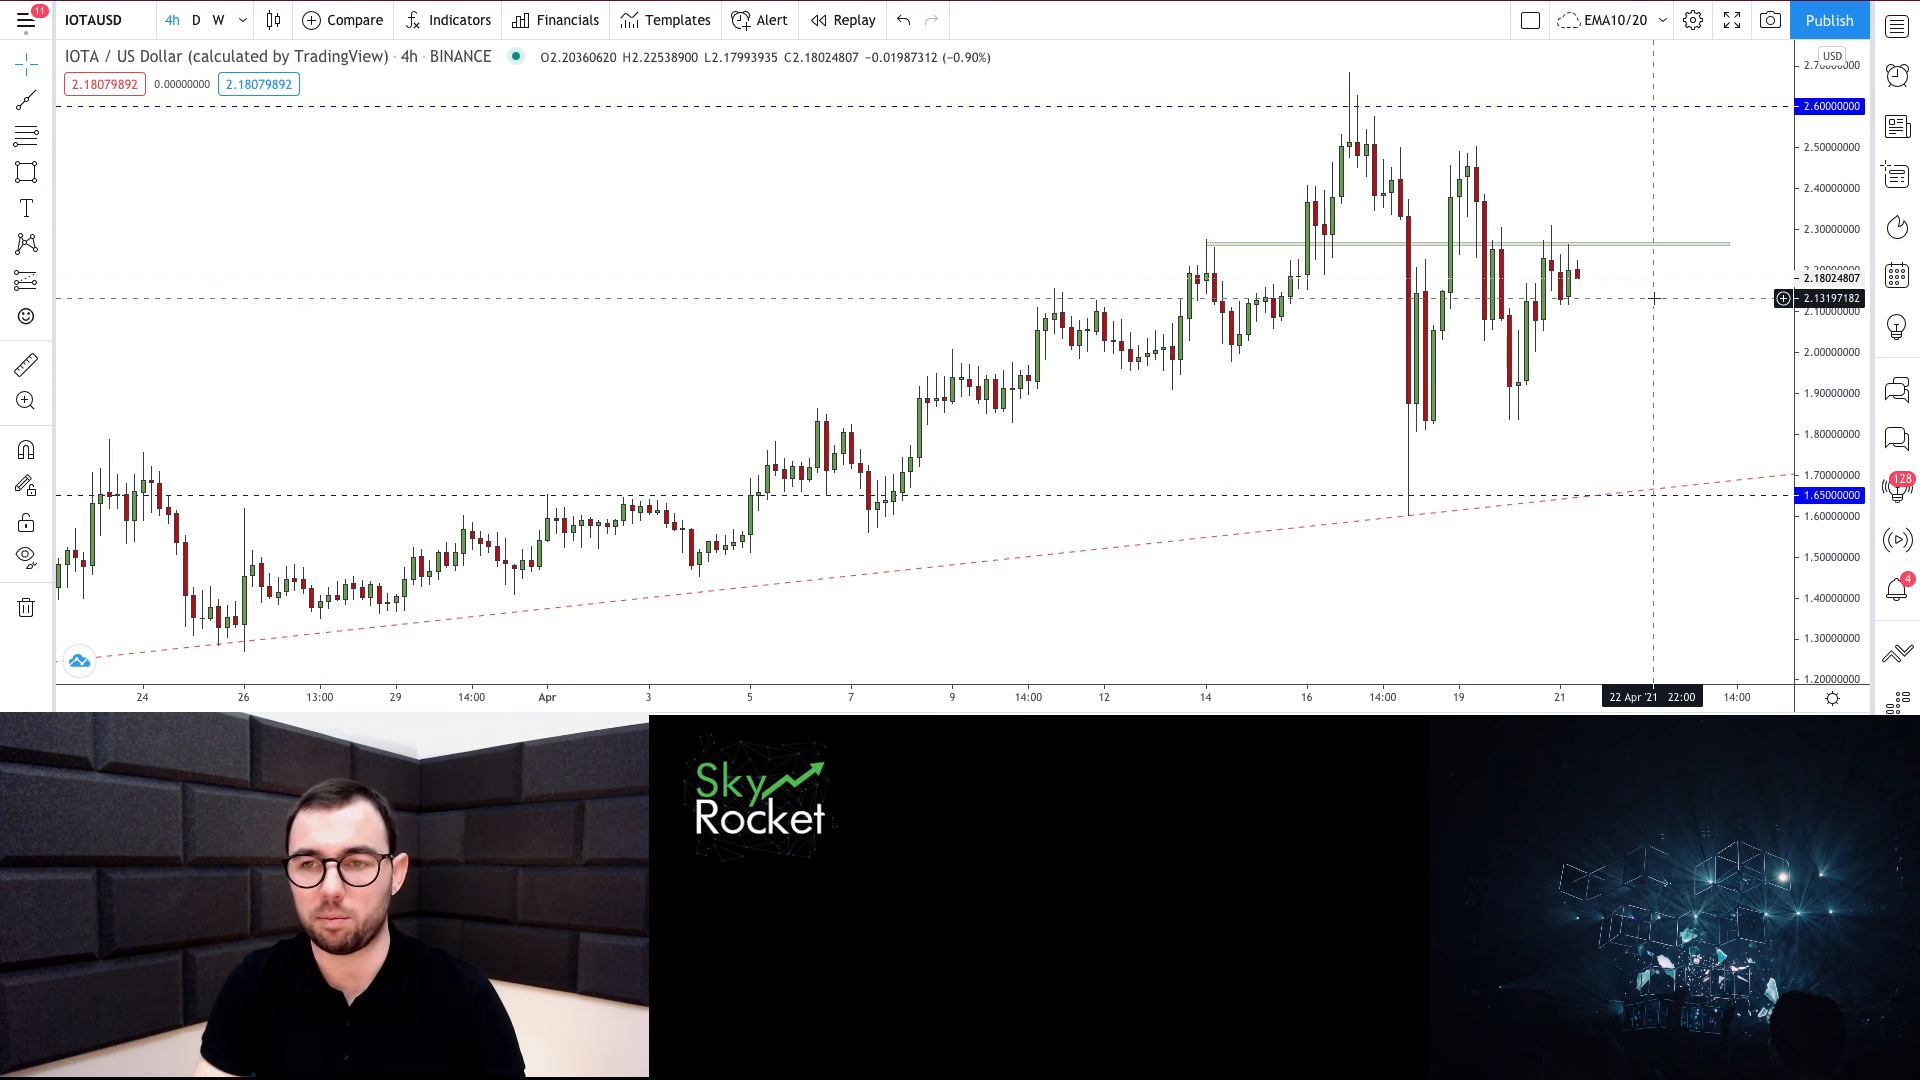 11
IOTAUSD 4h D W Compare Indicators Financials Templates Alert Replay EMA10/20 Publish
IOTA / US Dollar (calculated by TradingView) · 4h · BINANCE O2.20360620 H2.22538900 L2.17993935 C2.18024807 −0.01987312 (−0.90%)
USD
2.18079892 0.00000000 2.18079892
2.60000000
2.50000000
2.40000000
2.30000000
2.18024807
2.13197182
2.10000000
2.00000000
1.90000000
1.80000000
1.70000000
128
1.65000000
1.60000000
1.50000000
4
1.40000000
1.30000000
1.20000000
24 26 13:00 29 14:00 Apr 3 5 7 9 14:00 12 14 16 14:00 19 21 22 Apr '21 22:00 14:00
Sky
Rocket